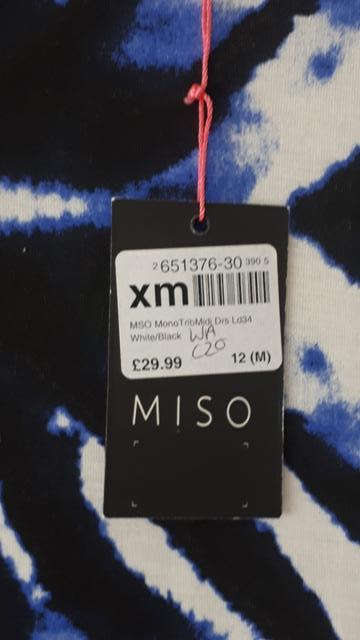 2 651376-30 390 5
xm
MSO MonoTribMidi Drs Ld34
White/Black WA
C20
£29.99 12 (M)
MISO